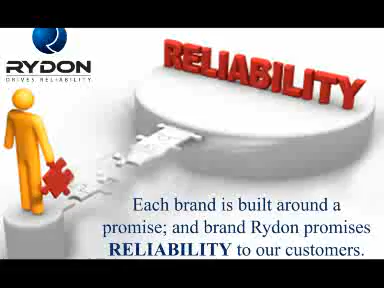 RYDON
DRIVES RELIABILITY
RELIABILITY
Each brand is built around a
promise; and brand Rydon promises
RELIABILITY to our customers.